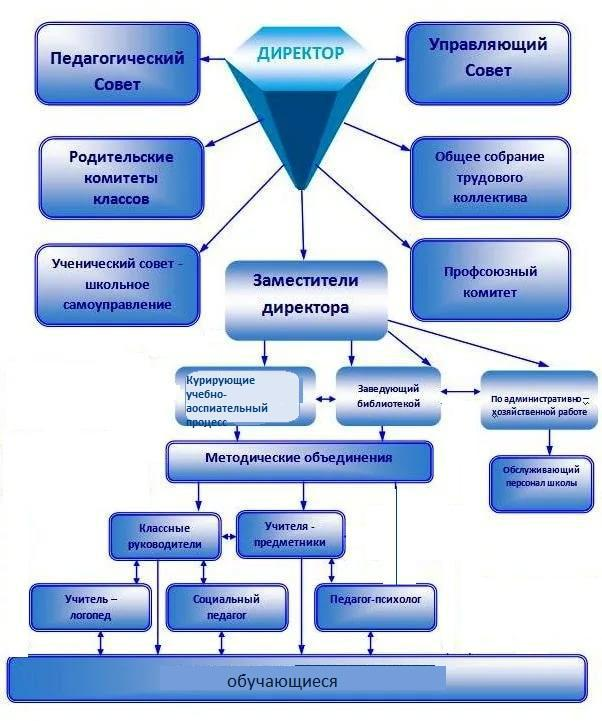 ДИРЕКТОР
Педагогический
Совет
Управляющий
Совет
Родительские
комитеты
классов
Общее собрание
трудового
коллектива
Ученический совет -
школьное
самоуправление
Профсоюзный
комитет
Заместители
директора
Курирующие
учебно-
аоспиательный
процесс
Заведующий
библиотекой
По административно –
хозяйственной работе
Методические объединения
Обслуживающий
персонал школы
Классные
руководители
Учителя -
предметники
Учитель –
логопед
Социальный
педагог
Педагог-психолог
обучающиеся